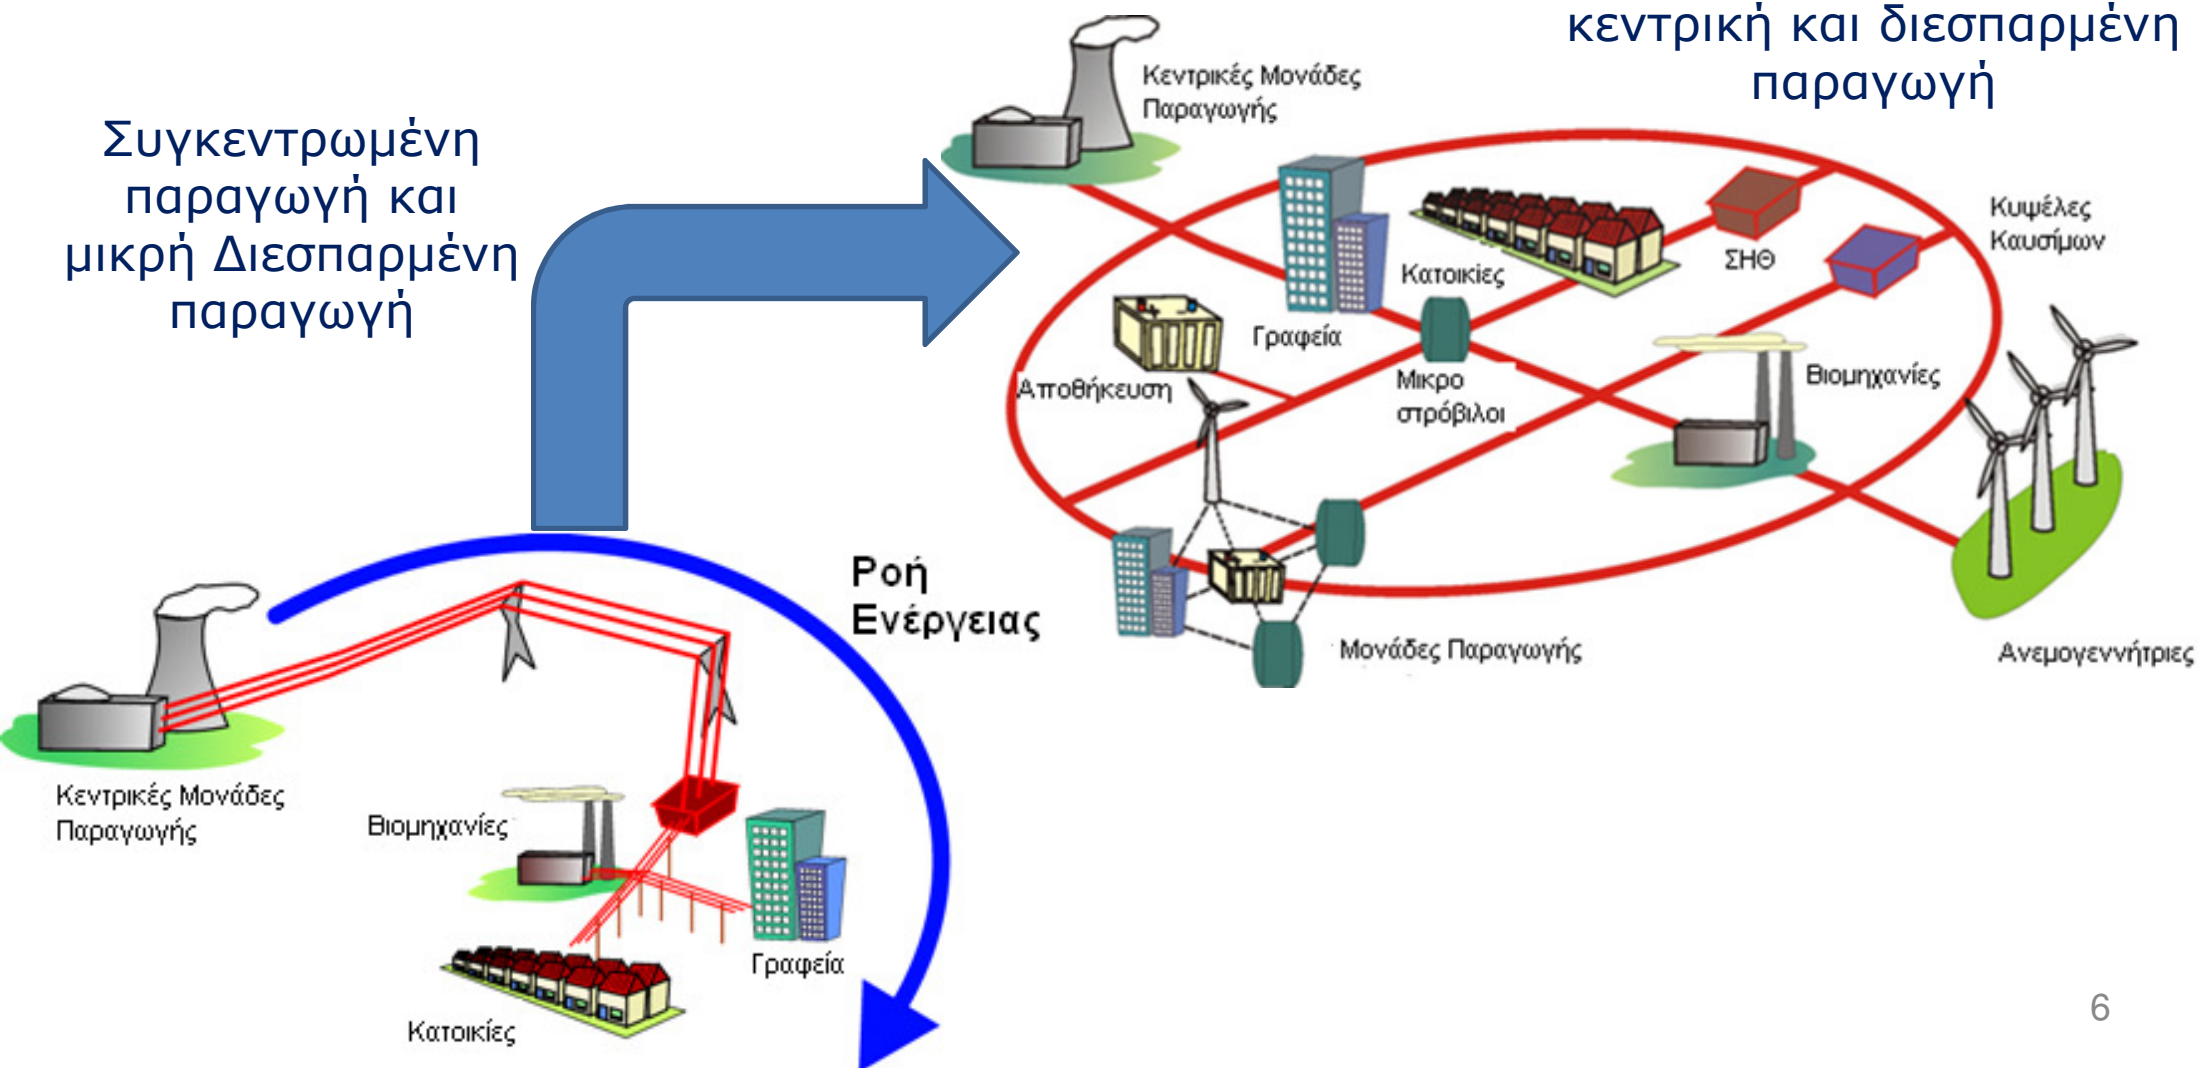 κεντρική και διεσπαρμένη
παραγωγή
Συγκεντρωμένη
παραγωγή και
μικρή Διεσπαρμένη
παραγωγή
Κεντρικές Μονάδες
Παραγωγής
Κυψέλες
Καυσίμων
ΣΗΘ
Κατοικίες
Γραφεία
Αποθήκευση
Μικρο
στρόβιλοι
Βιομηχανίες
Μονάδες Παραγωγής
Ανεμογεννήτριες
Ροή
Ενέργειας
Κεντρικές Μονάδες
Παραγωγής
Βιομηχανίες
Γραφεία
Κατοικίες
6